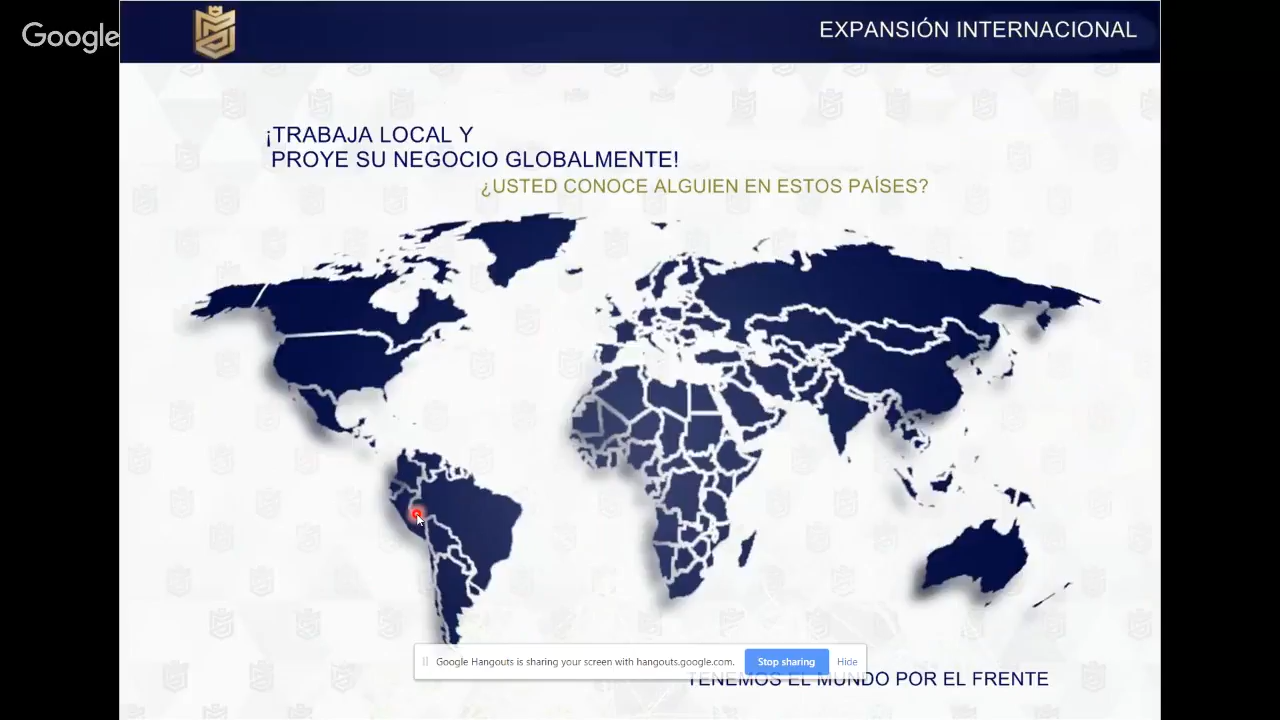 Google
EXPANSIÓN INTERNACIONAL
¡TRABAJA LOCAL Y
PROYE SU NEGOCIO GLOBALMENTE!
¿USTED CONOCE ALGUIEN EN ESTOS PAÍSES?
Google Hangouts is sharing your screen with hangouts.google.com.
Stop sharing
Hide
TENEMOS EL MUNDO POR EL FRENTE